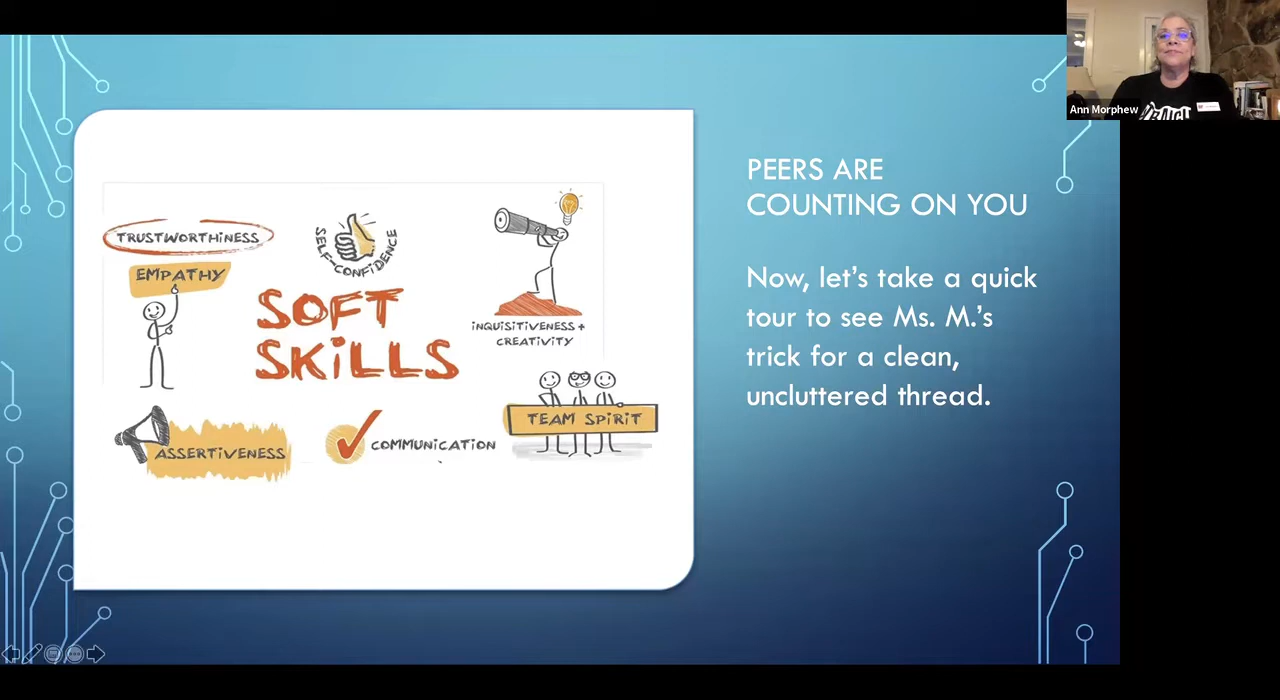 Ann Morphew
PEERS ARE
COUNTING ON YOU
Now, let’s take a quick
tour to see Ms. M.’s
trick for a clean,
uncluttered thread.
TRUSTWORTHiNESS
SELF-CONFiDENCE
EMPATHY
SOFT
SKiLLS
iNQUiSiTiVENESS +
CREATiViTY
TEAM SPiRiT
ASSERTiVENESS
COMMUNiCATiON